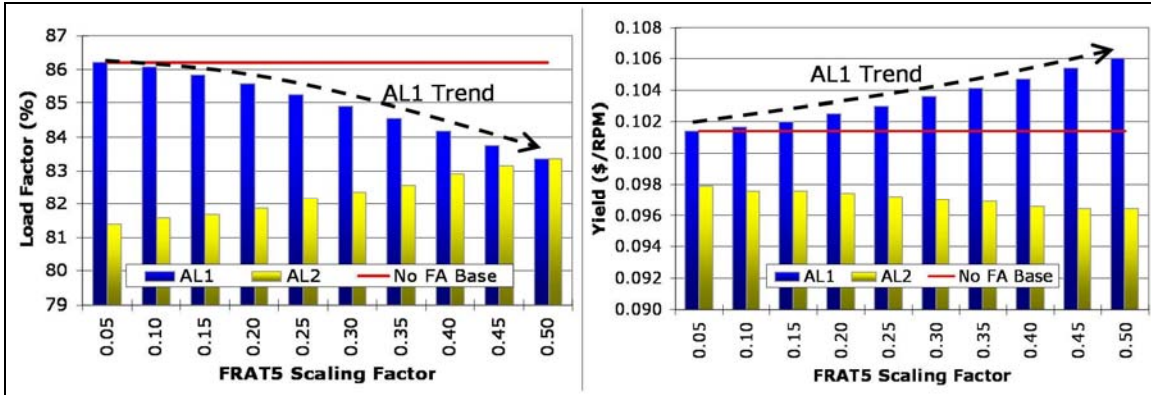 87
86
85
84
83
82
81
80
79
Load Factor (%)
AL1 Trend
AL1 AL2 No FA Base
0.05 0.10 0.15 0.20 0.25 0.30 0.35 0.40 0.45 0.50
FRAT5 Scaling Factor
0.108
0.106
0.104
0.102
0.100
0.098
0.096
0.094
0.092
0.090
Yield ($/RPM)
AL1 Trend
AL1 AL2 No FA Base
0.05 0.10 0.15 0.20 0.25 0.30 0.35 0.40 0.45 0.50
FRAT5 Scaling Factor